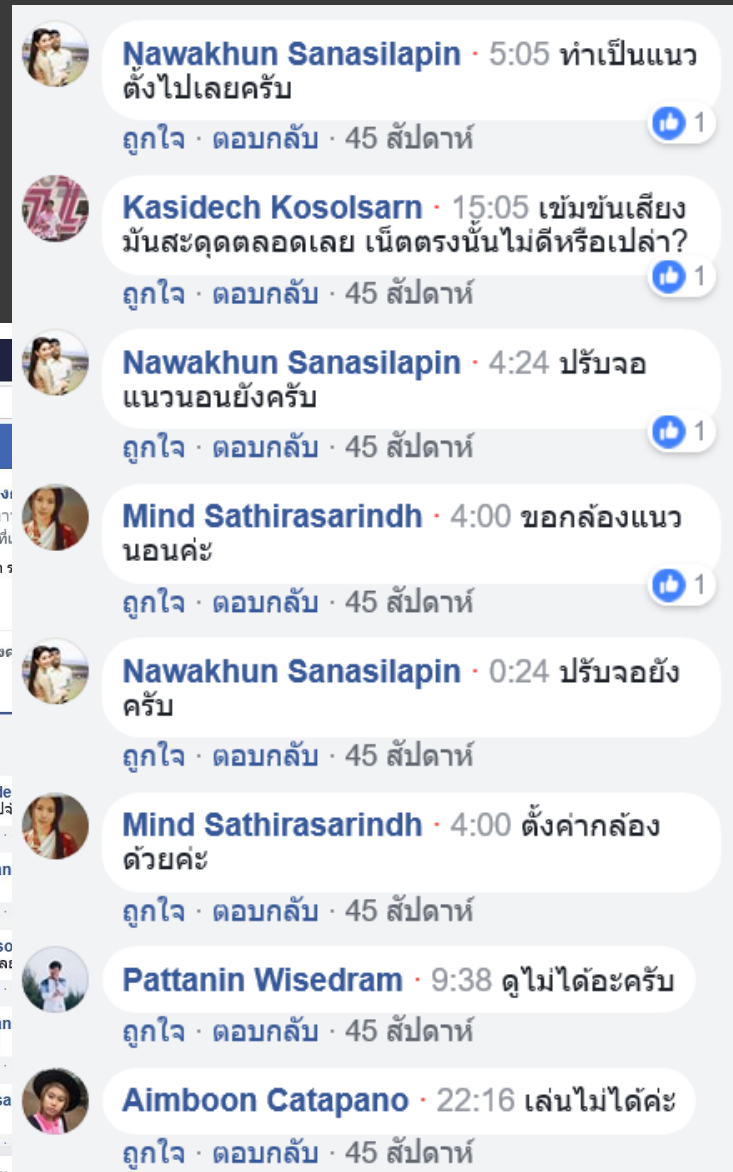 Nawakhun Sanasilapin · 5:05 ทำเป็นแนว
ตั้งไปเลยครับ
1
ถูกใจ · ตอบกลับ · 45 สัปดาห์
Kasidech Kosolsarn · 15:05 เข้มข้นเสียง
มันสะดุดตลอดเลย เน็ตตรงนั้นไม่ดีหรือเปล่า?
1
ถูกใจ · ตอบกลับ · 45 สัปดาห์
Nawakhun Sanasilapin · 4:24 ปรับจอ
แนวนอนยังครับ
1
ถูกใจ · ตอบกลับ · 45 สัปดาห์
Mind Sathirasarindh · 4:00 ขอกล้องแนว
นอนค่ะ
1
ถูกใจ · ตอบกลับ · 45 สัปดาห์
Nawakhun Sanasilapin · 0:24 ปรับจอยัง
ครับ
ถูกใจ · ตอบกลับ · 45 สัปดาห์
Mind Sathirasarindh · 4:00 ตั้งค่ากล้อง
ด้วยค่ะ
ถูกใจ · ตอบกลับ · 45 สัปดาห์
Pattanin Wisedram · 9:38 ดูไม่ได้อะครับ
ถูกใจ · ตอบกลับ · 45 สัปดาห์
Aimboon Catapano · 22:16 เล่นไม่ได้ค่ะ
ถูกใจ · ตอบกลับ · 45 สัปดาห์